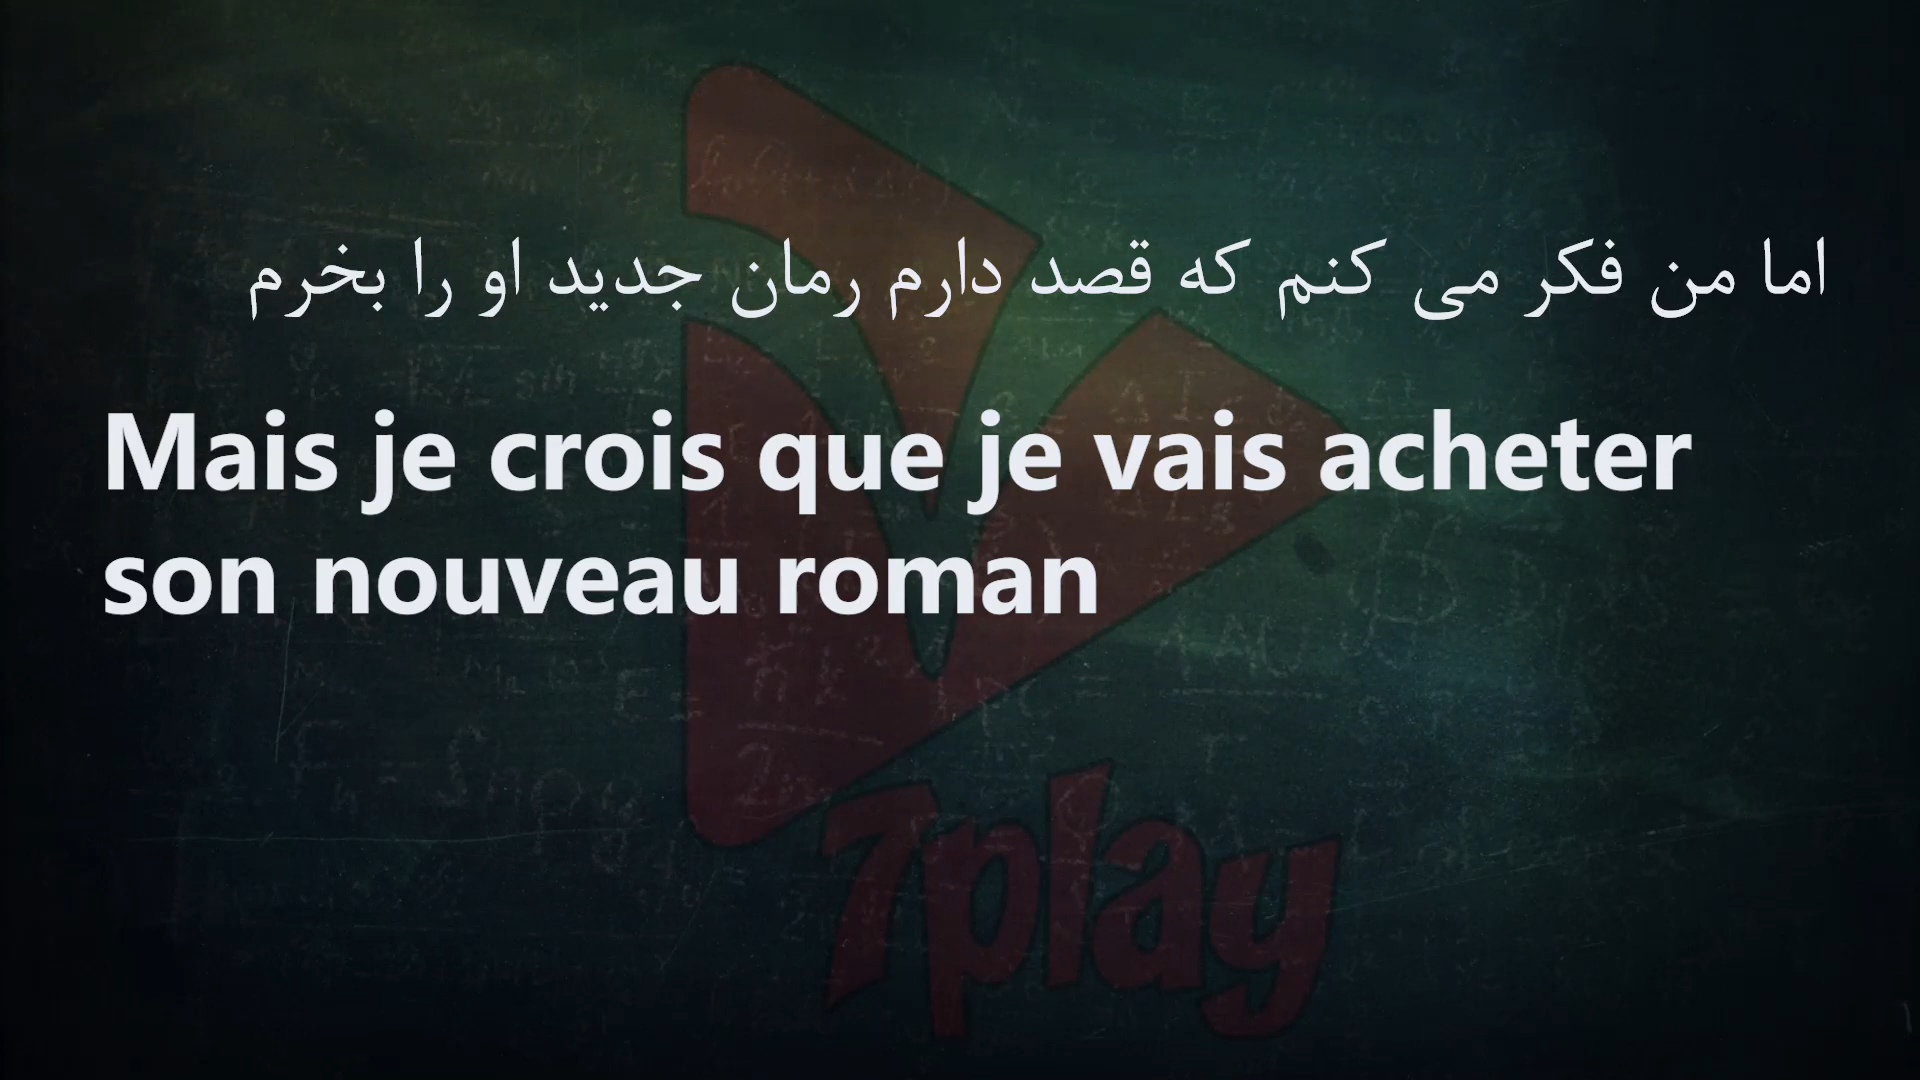 اما من فکر می کنم که قصد دارم رمان جدید او را بخرم
Mais je crois que je vais acheter
son nouveau roman
7play